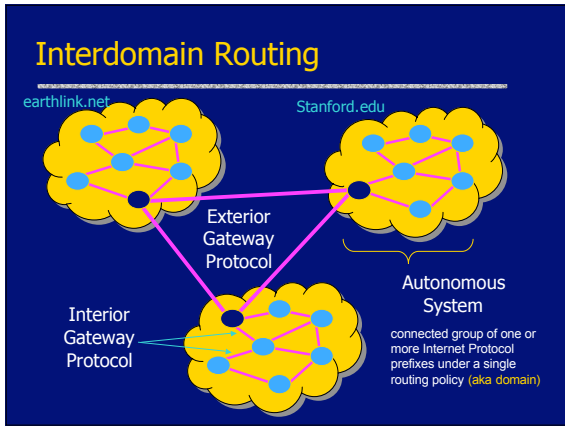 Interdomain Routing
earthlink.net
Stanford.edu
Exterior
Gateway
Protocol
Interior
Gateway
Protocol
Autonomous
System
connected group of one or
more Internet Protocol
prefixes under a single
routing policy (aka domain)